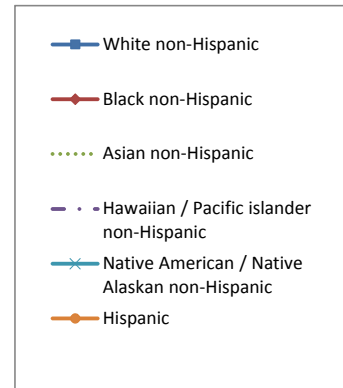 White non-Hispanic
Black non-Hispanic
Asian non-Hispanic
Hawaiian / Pacific islander
non-Hispanic
Native American / Native
Alaskan non-Hispanic
Hispanic